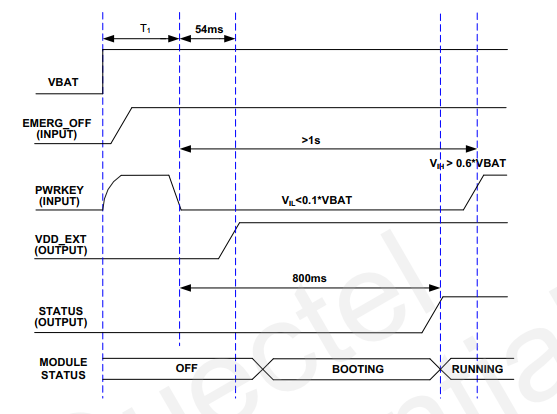 T1
54ms
VBAT
EMERG_OFF
(INPUT)
>1s
VIH > 0.6*VBAT
PWRKEY
(INPUT)
VIL<0.1*VBAT
VDD_EXT
(OUTPUT)
800ms
STATUS
(OUTPUT)
MODULE
STATUS
OFF
BOOTING
RUNNING
Quectel